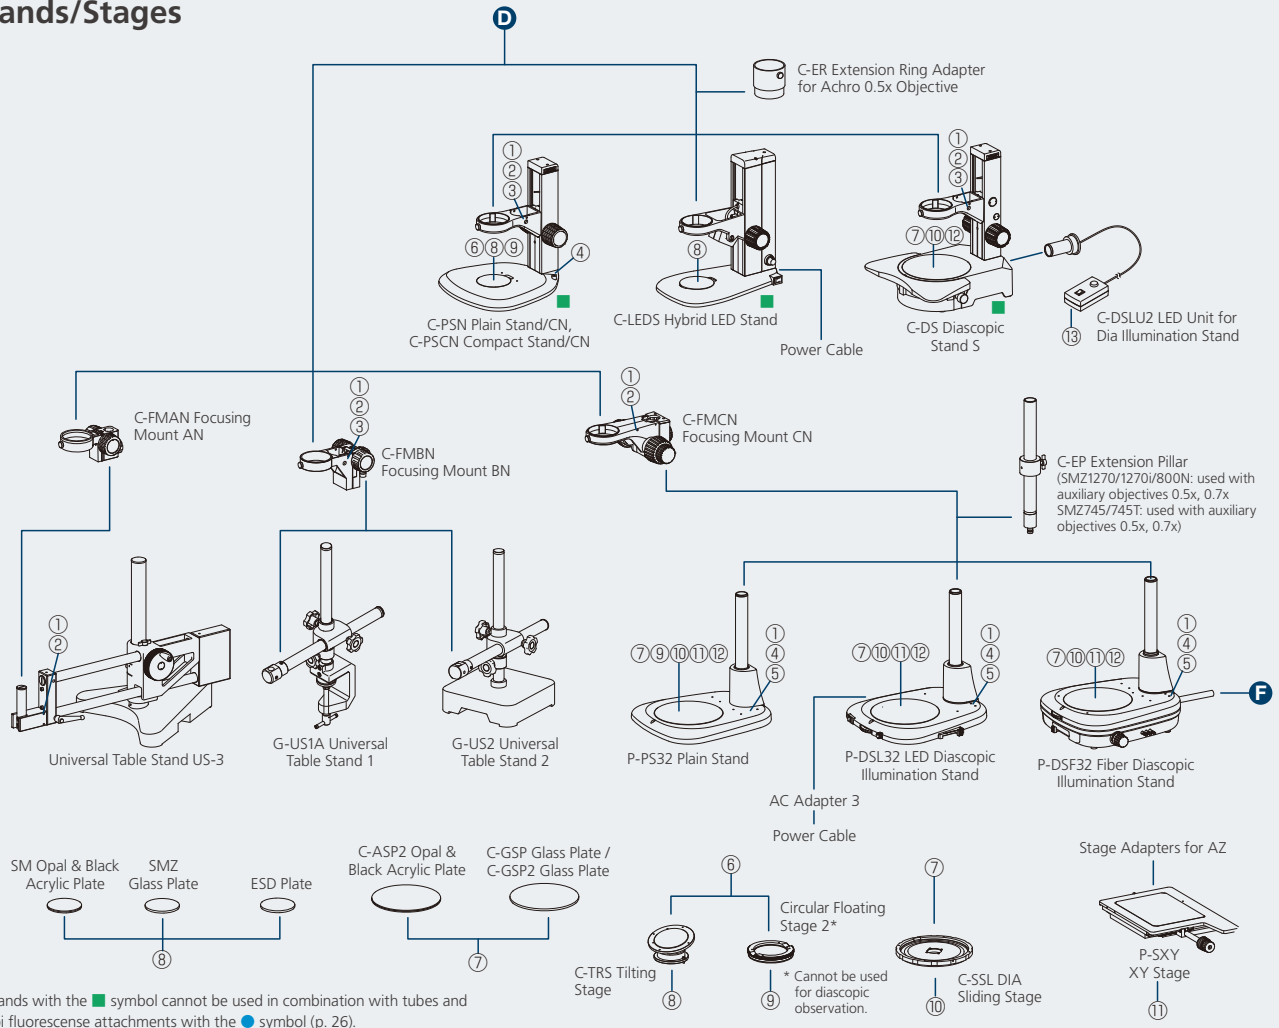 ands/Stages
D
C-ER Extension Ring Adapter
for Achro 0.5x Objective
①
②
③
⑥⑧⑨
④
C-PSN Plain Stand/CN,
C-PSCN Compact Stand/CN
⑧
C-LEDS Hybrid LED Stand
Power Cable
①
②
③
⑦⑩⑫
C-DS Diascopic
Stand S
⑬
C-DSLU2 LED Unit for
Dia Illumination Stand
C-FMAN Focusing
Mount AN
①
②
③
C-FMBN
Focusing Mount BN
①
②
C-FMCN
Focusing Mount CN
C-EP Extension Pillar
(SMZ1270/1270i/800N: used with
auxiliary objectives 0.5x, 0.7x
SMZ745/745T: used with auxiliary
objectives 0.5x, 0.7x)
①
②
Universal Table Stand US-3
G-US1A Universal
Table Stand 1
G-US2 Universal
Table Stand 2
⑦⑨⑩⑪⑫
①
④
⑤
P-PS32 Plain Stand
⑦⑩⑪⑫
①
④
⑤
P-DSL32 LED Diascopic
Illumination Stand
AC Adapter 3
Power Cable
⑦⑩⑪⑫
①
④
⑤
F
P-DSF32 Fiber Diascopic
Illumination Stand
SM Opal & Black
Acrylic Plate
SMZ
Glass Plate
ESD Plate
⑧
C-ASP2 Opal &
Black Acrylic Plate
C-GSP Glass Plate /
C-GSP2 Glass Plate
⑦
⑥
C-TRS Tilting
Stage
⑧
Circular Floating
Stage 2*
* Cannot be used
for diascopic
observation.
⑨
⑦
C-SSL DIA
Sliding Stage
⑩
Stage Adapters for AZ
P-SXY
XY Stage
⑪
ands with the ■ symbol cannot be used in combination with tubes and
i fluorescense attachments with the ● symbol (p. 26).